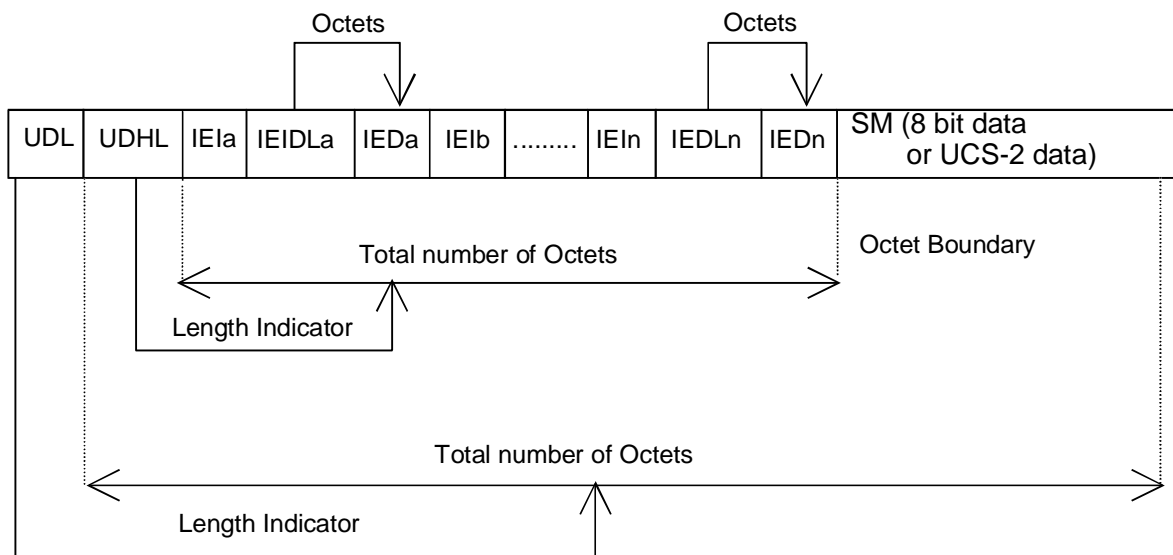 Octets Octets
UDL UDHL IEIa IEIDLa IEDa IEIb ......... IEIn IEDLn IEDn SM (8 bit data
or UCS-2 data)
Total number of Octets Octet Boundary
Length Indicator
Total number of Octets
Length Indicator